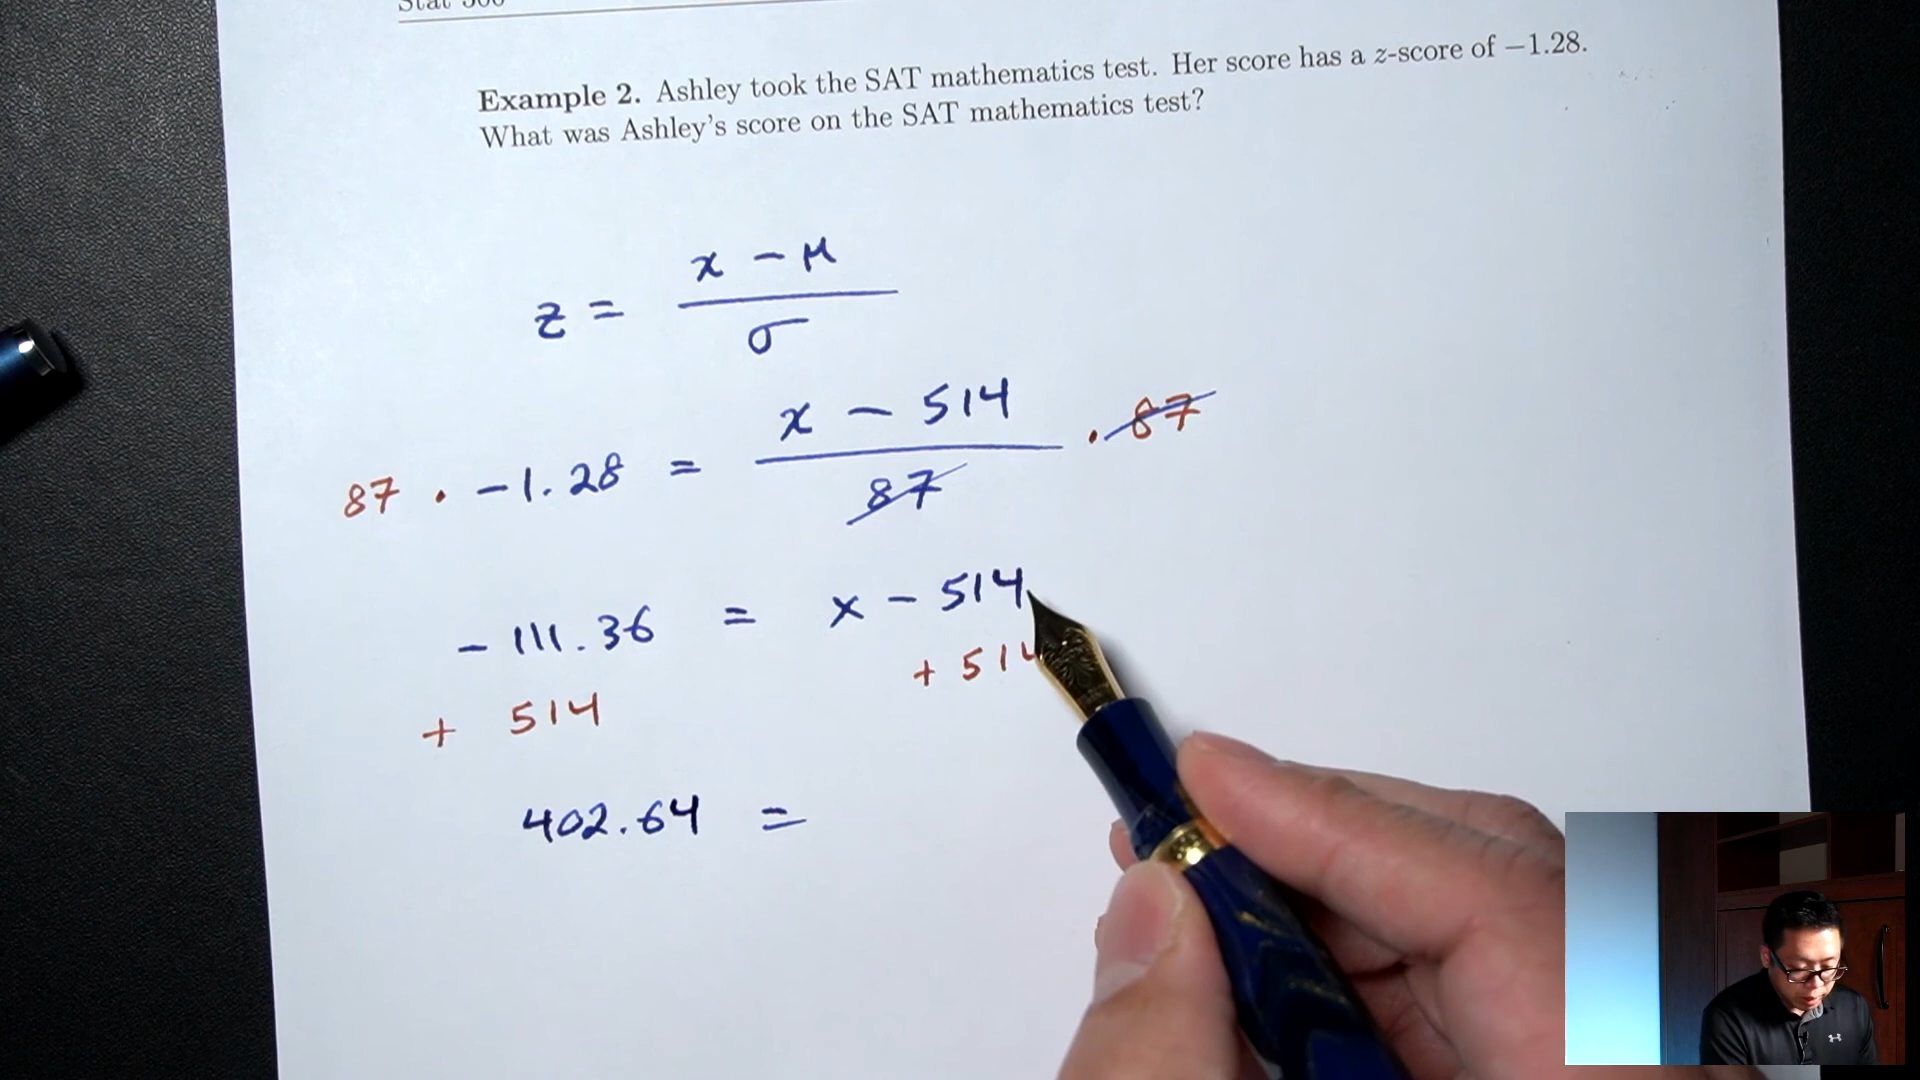 Example 2. Ashley took the SAT mathematics test. Her score has a z-score of −1.28.
What was Ashley's score on the SAT mathematics test?
z = x − μ
σ
87 · −1.28 = x − 514 · 87
87
− 111.36 = x − 514
+ 514 + 514
402.64 =